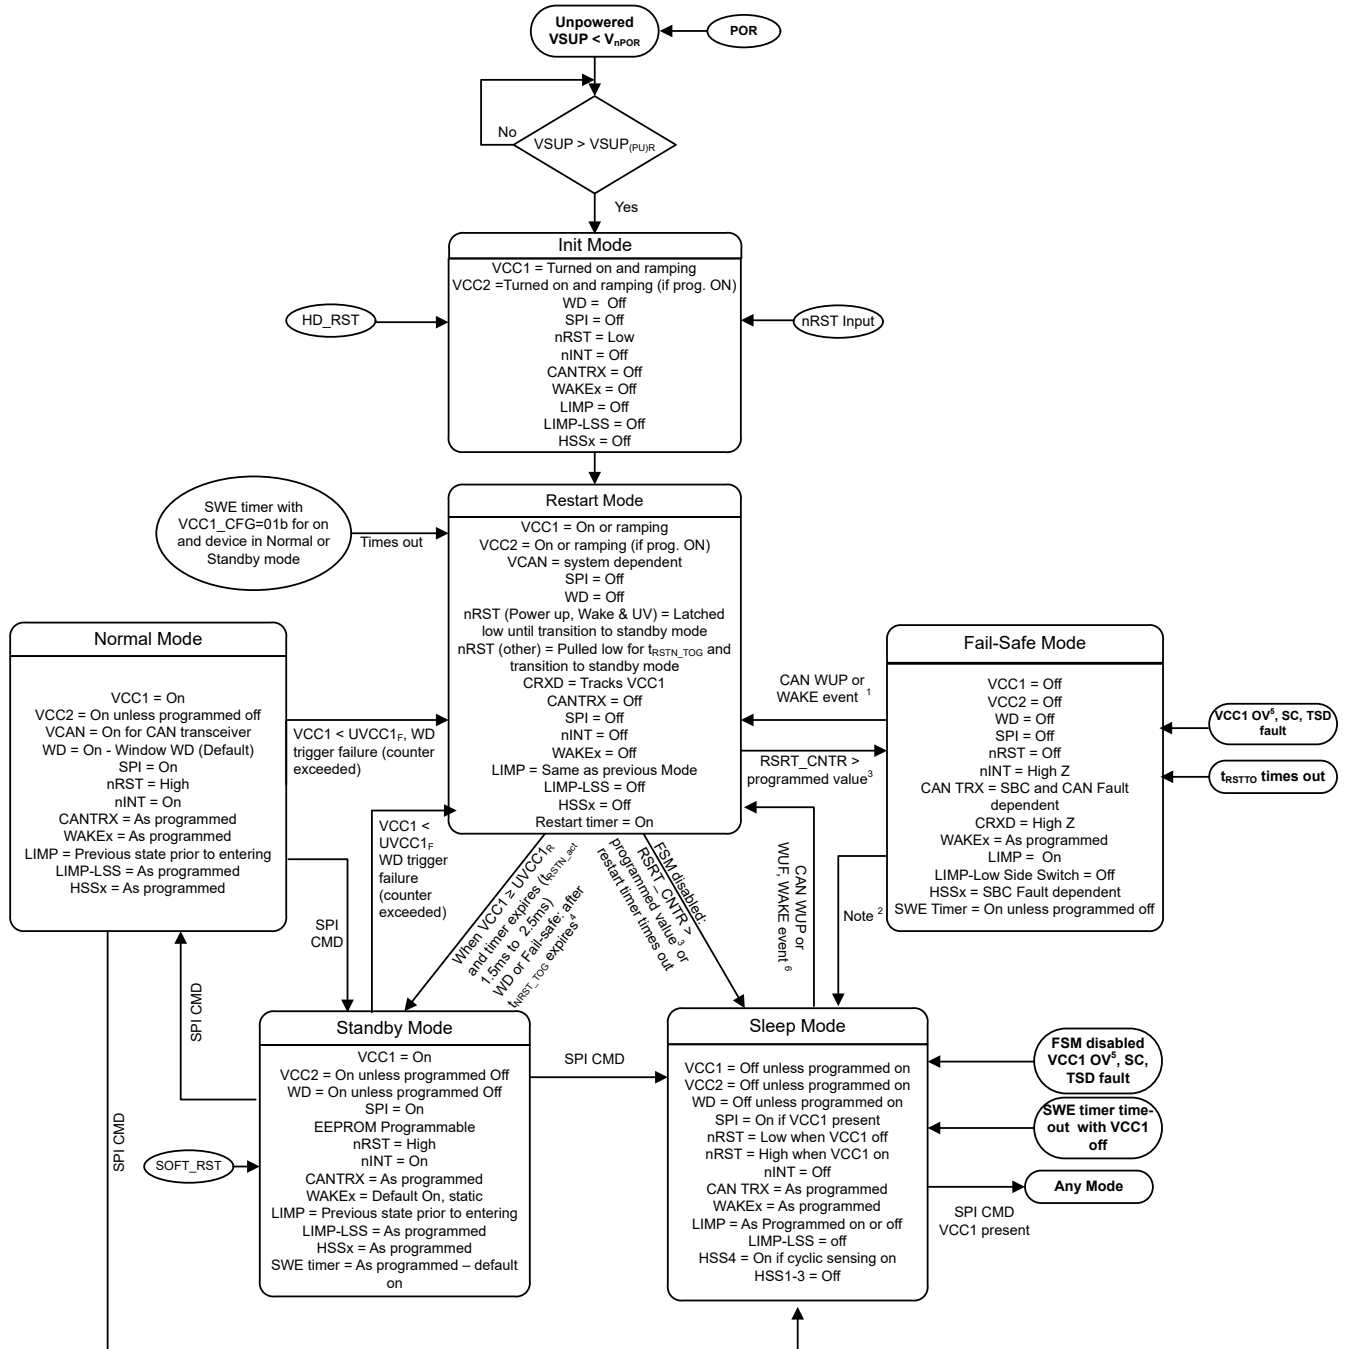 Unpowered
VSUP < VnPOR
POR
No
VSUP > VSUP(PU)R
Yes
Init Mode
VCC1 = Turned on and ramping
VCC2 =Turned on and ramping (if prog. ON)
WD = Off
SPI = Off
nRST = Low
nINT = Off
CANTRX = Off
WAKEx = Off
LIMP = Off
LIMP-LSS = Off
HSSx = Off
HD_RST
nRST Input
SWE timer with
VCC1_CFG=01b for on
and device in Normal or
Standby mode
Times out
Restart Mode
VCC1 = On or ramping
VCC2 = On or ramping (if prog. ON)
VCAN = system dependent
SPI = Off
WD = Off
nRST (Power up, Wake & UV) = Latched
low until transition to standby mode
nRST (other) = Pulled low for tRSTN_TOG and
transition to standby mode
CRXD = Tracks VCC1
CANTRX = Off
SPI = Off
nINT = Off
WAKEx = Off
LIMP = Same as previous Mode
LIMP-LSS = Off
HSSx = Off
Restart timer = On
Normal Mode
VCC1 = On
VCC2 = On unless programmed off
VCAN = On for CAN transceiver
WD = On - Window WD (Default)
SPI = On
nRST = High
nINT = On
CANTRX = As programmed
WAKEx = As programmed
LIMP = Previous state prior to entering
LIMP-LSS = As programmed
HSSx = As programmed
VCC1 < UVCC1F, WD
trigger failure (counter
exceeded)
CAN WUP or
WAKE event 1
RSRT_CNTR >
programmed value3
Fail-Safe Mode
VCC1 = Off
VCC2 = Off
WD = Off
SPI = Off
nRST = Off
nINT = High Z
CAN TRX = SBC and CAN Fault
dependent
CRXD = High Z
WAKEx = As programmed
LIMP = On
LIMP-Low Side Switch = Off
HSSx = SBC Fault dependent
SWE Timer = On unless programmed off
VCC1 OV5, SC, TSD
fault
tRSTTO times out
VCC1 <
UVCC1F
WD trigger
failure
(counter
exceeded)
When VCC1 ≥ UVCC1R
and timer expires (tRSTN_act
1.5ms to 2.5ms)
WD or Fail-safe: after
tNRST_TOG expires4
FSM disabled:
RSRT_CNTR >
programmed value3 or
restart timer times out
CAN WUP or
WUF, WAKE event 6
Note 2
SPI
CMD
SPI CMD
SPI CMD
Standby Mode
VCC1 = On
VCC2 = On unless programmed Off
WD = On unless programmed Off
SPI = On
EEPROM Programmable
nRST = High
nINT = On
CANTRX = As programmed
WAKEx = Default On, static
LIMP = Previous state prior to entering
LIMP-LSS = As programmed
HSSx = As programmed
SWE timer = As programmed – default
on
SOFT_RST
SPI CMD
Sleep Mode
VCC1 = Off unless programmed on
VCC2 = Off unless programmed on
WD = Off unless programmed on
SPI = On if VCC1 present
nRST = Low when VCC1 off
nRST = High when VCC1 on
nINT = Off
CAN TRX = As programmed
WAKEx = As programmed
LIMP = As Programmed on or off
LIMP-LSS = off
HSS4 = On if cyclic sensing on
HSS1-3 = Off
FSM disabled
VCC1 OV5, SC,
TSD fault
SWE timer time-
out with VCC1
off
Any Mode
SPI CMD
VCC1 present